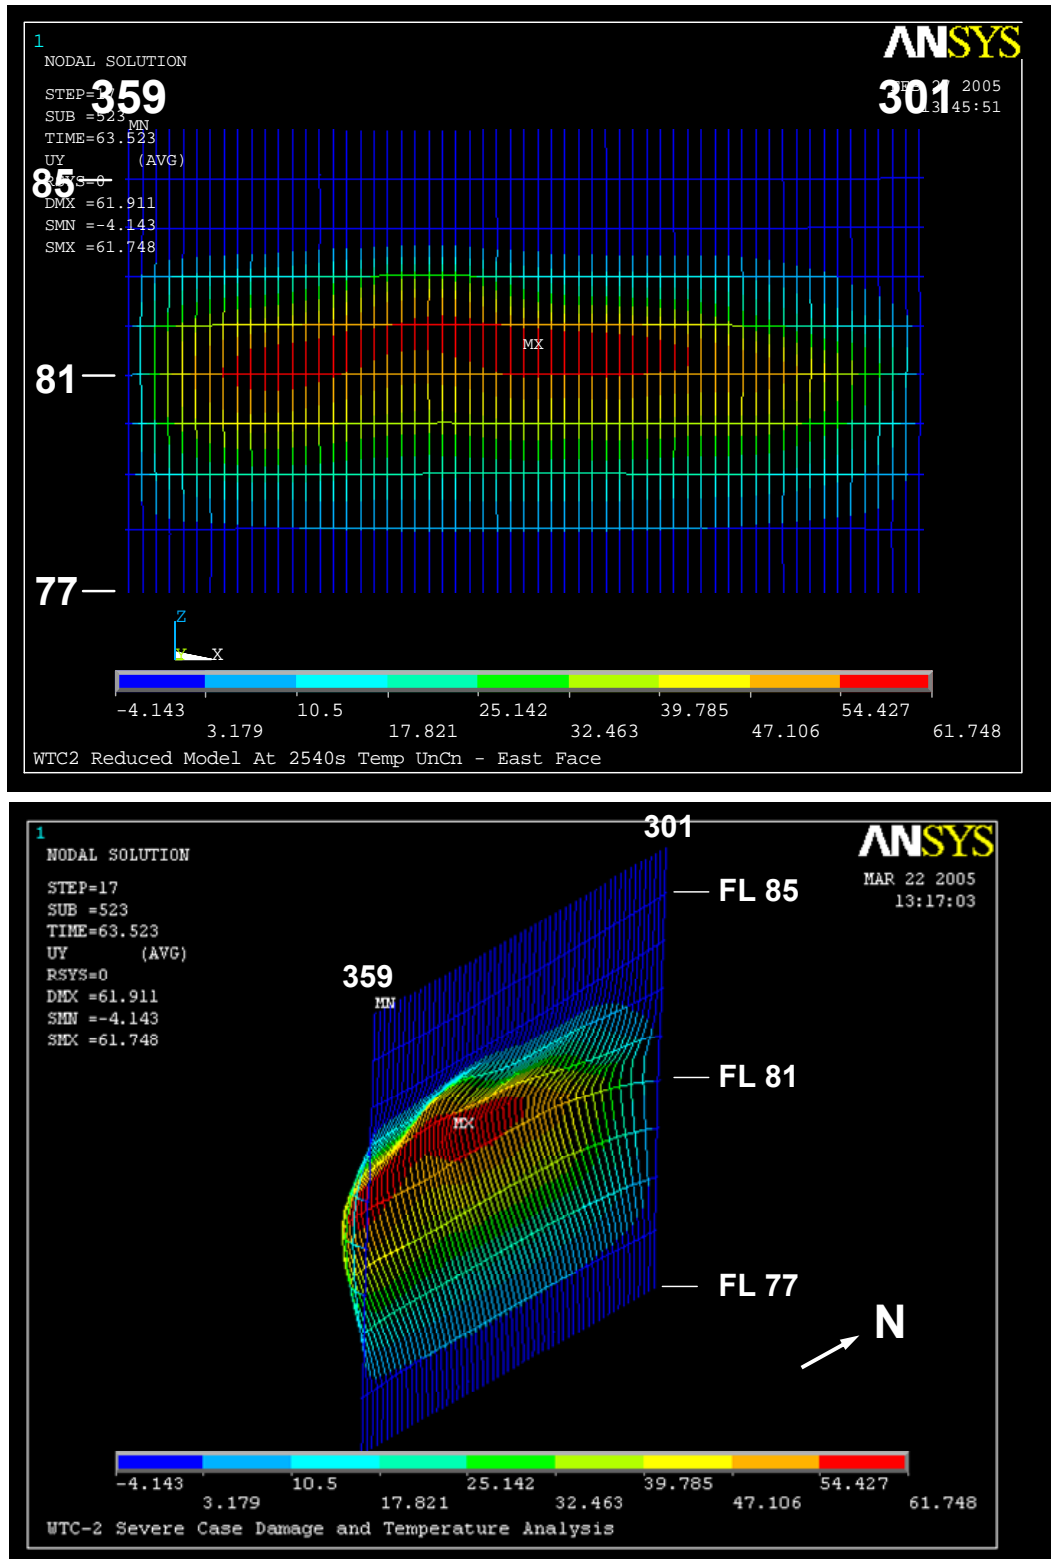 1
ANSYS
NODAL SOLUTION
2005
STEP=17
359
301
13:45:51
SUB =523
MN
TIME=63.523
UY (AVG)
RSYS=0
85
DMX =61.911
SMN =-4.143
SMX =61.748
MX
81
77
Z
Y X
-4.143 10.5 25.142 39.785 54.427
3.179 17.821 32.463 47.106 61.748
WTC2 Reduced Model At 2540s Temp UnCn - East Face
301
1
ANSYS
NODAL SOLUTION
MAR 22 2005
13:17:03
STEP=17
SUB =523
TIME=63.523
UY (AVG)
RSYS=0
DMX =61.911
SMN =-4.143
SMX =61.748
FL 85
359
MN
FL 81
MX
FL 77
N
-4.143 10.5 25.142 39.785 54.427
3.179 17.821 32.463 47.106 61.748
WTC-2 Severe Case Damage and Temperature Analysis